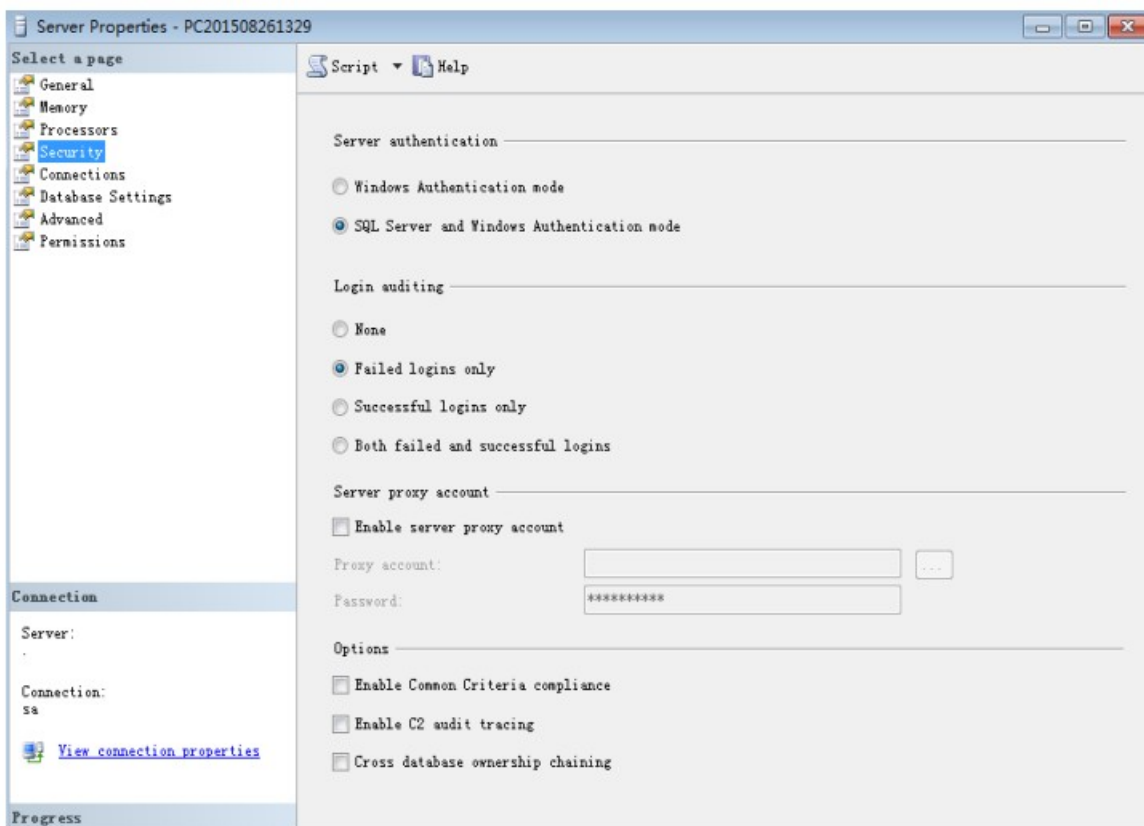 Server Properties - PC201508261329
Select a page
General
Memory
Processors
Security
Connections
Database Settings
Advanced
Permissions
Connection
Server:
.
Connection:
sa
View connection properties
Progress
Script Help
Server authentication
Windows Authentication mode
SQL Server and Windows Authentication mode
Login auditing
None
Failed logins only
Successful logins only
Both failed and successful logins
Server proxy account
Enable server proxy account
Proxy account:
...
Password: **********
Options
Enable Common Criteria compliance
Enable C2 audit tracing
Cross database ownership chaining